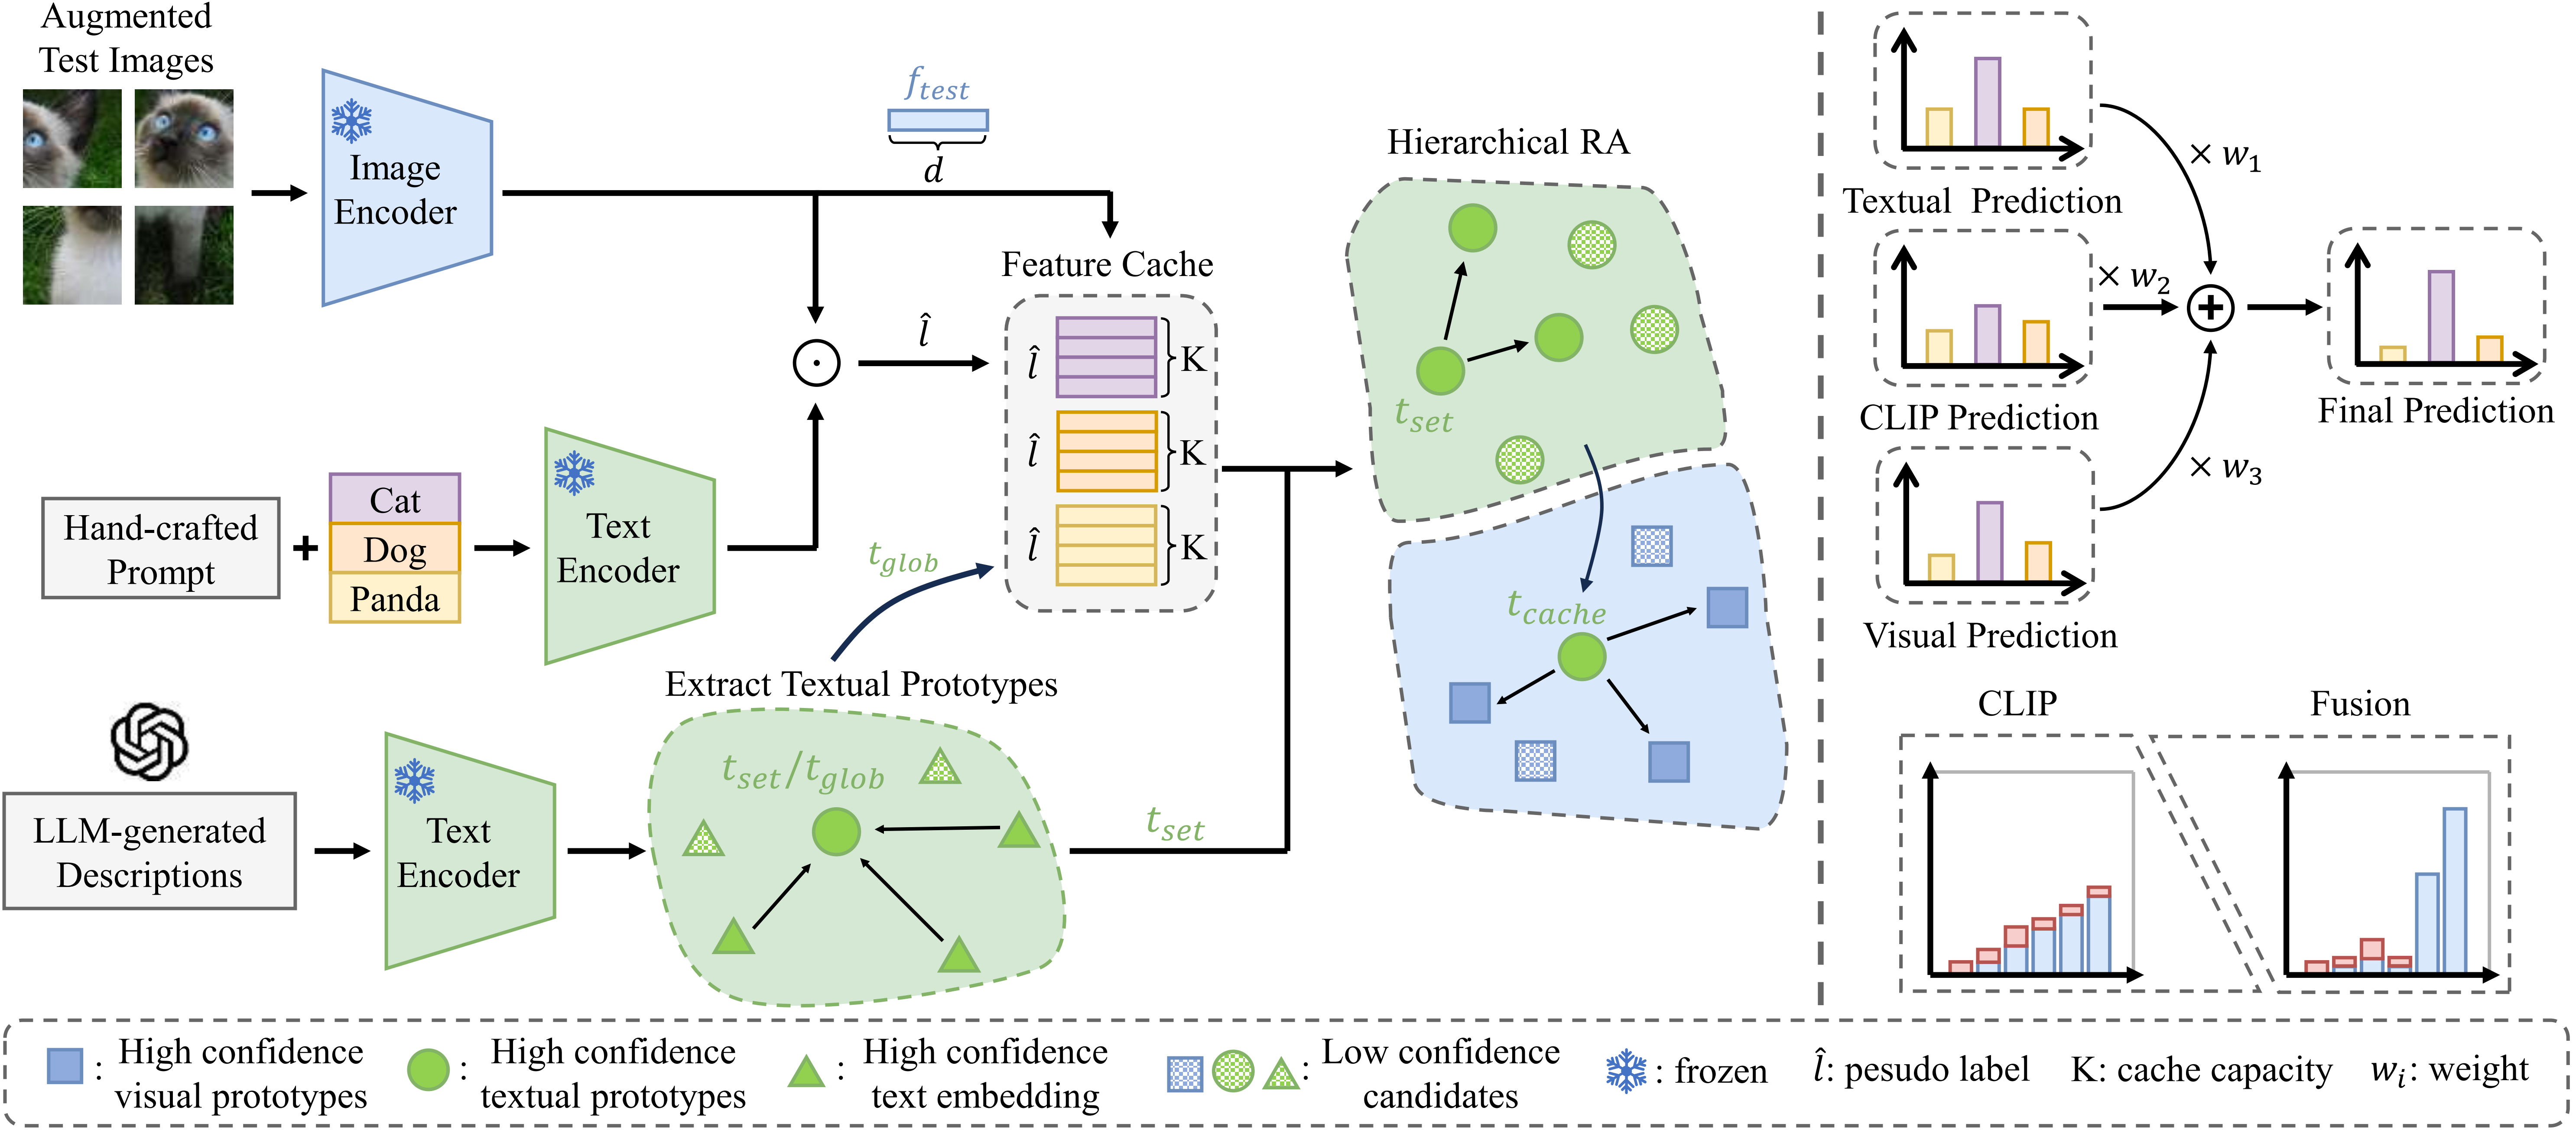 Augmented
Test Images
Image
Encoder
f_test
d
Feature Cache
l̂
l̂
K
l̂
K
l̂
K
Hand-crafted
Prompt
+
Cat
Dog
Panda
Text
Encoder
t_glob
Extract Textual Prototypes
LLM-generated
Descriptions
Text
Encoder
t_set/t_glob
t_set
Hierarchical RA
t_set
t_cache
Textual Prediction
× w_1
CLIP Prediction
× w_2
Visual Prediction
× w_3
Final Prediction
CLIP
Fusion
: High confidence
visual prototypes
: High confidence
textual prototypes
: High confidence
text embedding
: Low confidence
candidates
: frozen
l̂: pesudo label
K: cache capacity
w_i: weight